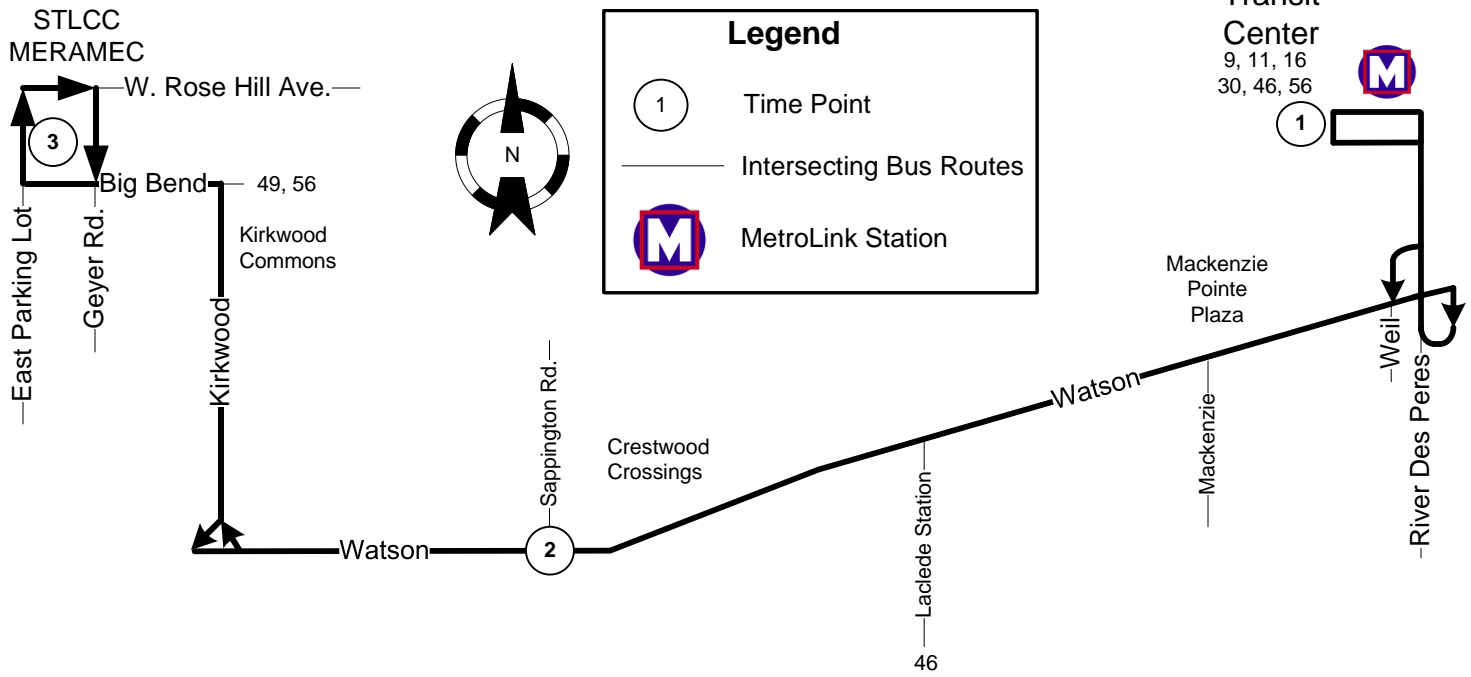 STLCC
MERAMEC
W. Rose Hill Ave.
3
Big Bend
49, 56
East Parking Lot
Geyer Rd.
Kirkwood
Commons
Kirkwood
N
Legend
1
Time Point
Intersecting Bus Routes
M
MetroLink Station
Transit
Center
9, 11, 16
30, 46, 56
M
1
Mackenzie
Pointe
Plaza
Weil
River Des Peres
Watson
Mackenzie
Sappington Rd.
Crestwood
Crossings
Laclede Station
46
Watson
2